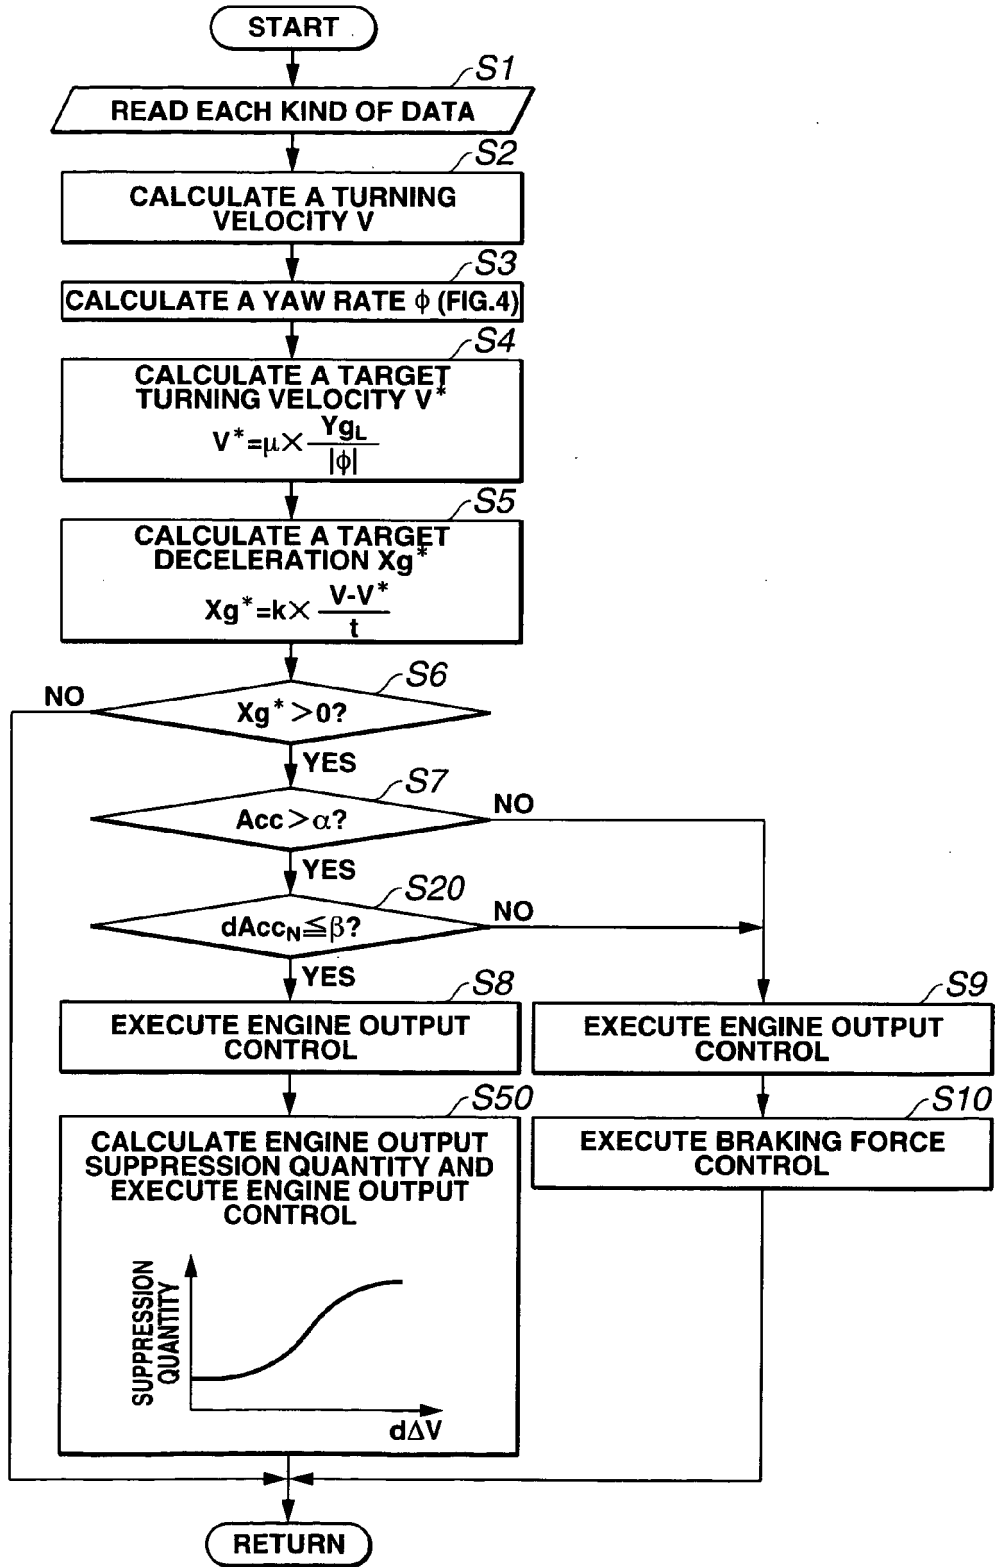 START
S1
READ EACH KIND OF DATA
S2
CALCULATE A TURNING
VELOCITY V
S3
CALCULATE A YAW RATE ϕ (FIG.4)
S4
CALCULATE A TARGET
TURNING VELOCITY V*
V*=μ× YgL
|ϕ|
S5
CALCULATE A TARGET
DECELERATION Xg*
Xg*=k× V-V*
t
S6
NO
Xg*>0?
YES
S7
Acc>α?
NO
YES
S20
dAccN≦β?
NO
YES
S8
EXECUTE ENGINE OUTPUT
CONTROL
S9
EXECUTE ENGINE OUTPUT
CONTROL
S50
CALCULATE ENGINE OUTPUT
SUPPRESSION QUANTITY AND
EXECUTE ENGINE OUTPUT
CONTROL
S10
EXECUTE BRAKING FORCE
CONTROL
SUPPRESSION
QUANTITY
dΔV
RETURN